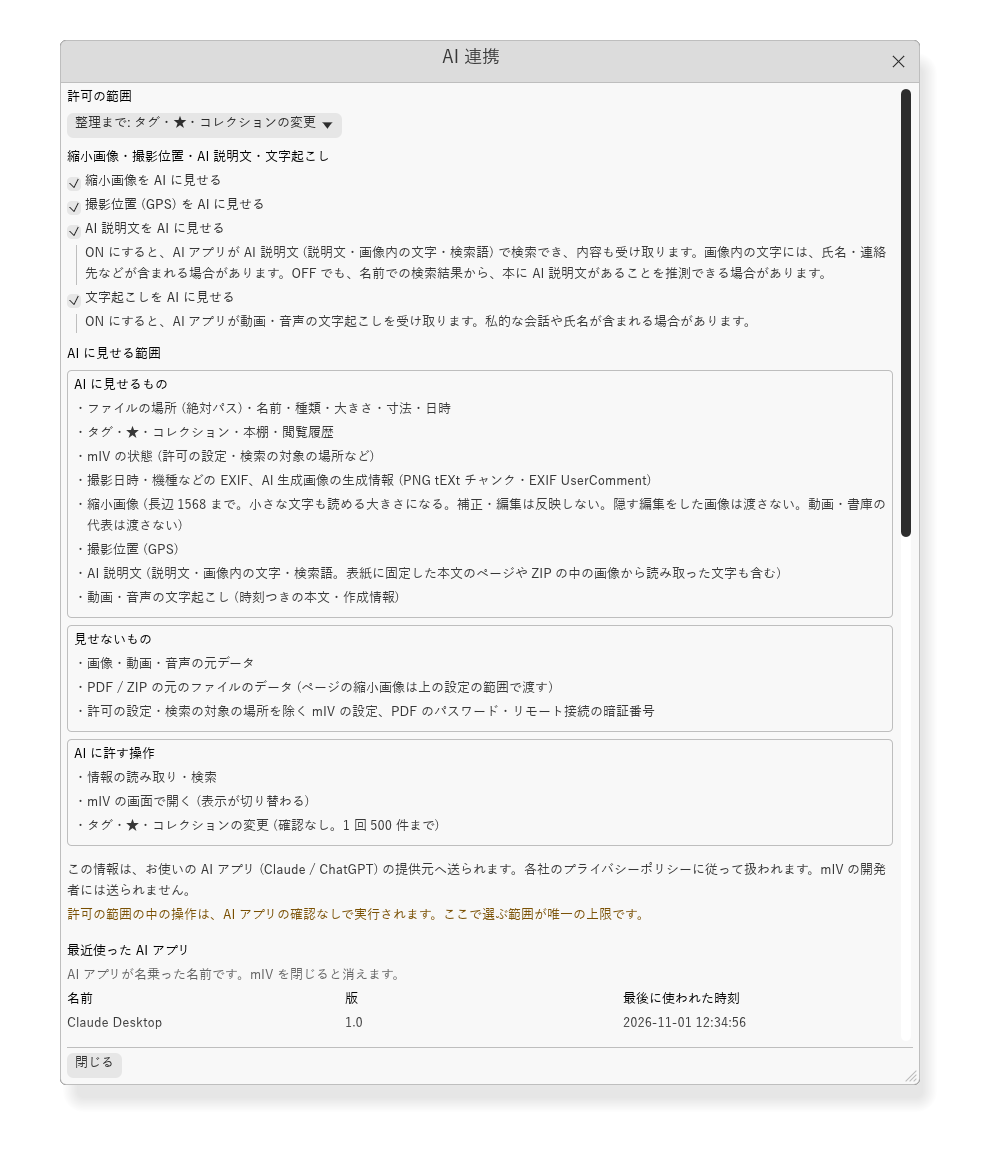 AI 連携
許可の範囲
整理まで: タグ・★・コレクションの変更
縮小画像・撮影位置・AI 説明文・文字起こし
縮小画像を AI に見せる
撮影位置 (GPS) を AI に見せる
AI 説明文を AI に見せる
ON にすると、AI アプリが AI 説明文 (説明文・画像内の文字・検索語) で検索でき、内容も受け取ります。画像内の文字には、氏名・連絡
先などが含まれる場合があります。OFF でも、名前での検索結果から、本に AI 説明文があることを推測できる場合があります。
文字起こしを AI に見せる
ON にすると、AI アプリが動画・音声の文字起こしを受け取ります。私的な会話や氏名が含まれる場合があります。
AI に見せる範囲
AI に見せるもの
・ファイルの場所 (絶対パス)・名前・種類・大きさ・寸法・日時
・タグ・★・コレクション・本棚・閲覧履歴
・mIV の状態 (許可の設定・検索の対象の場所など)
・撮影日時・機種などの EXIF、AI 生成画像の生成情報 (PNG tEXt チャンク・EXIF UserComment)
・縮小画像 (長辺 1568 まで。小さな文字も読める大きさになる。補正・編集は反映しない。隠す編集をした画像は渡さない。動画・書庫の
代表は渡さない)
・撮影位置 (GPS)
・AI 説明文 (説明文・画像内の文字・検索語。表紙に固定した本文のページや ZIP の中の画像から読み取った文字も含む)
・動画・音声の文字起こし (時刻つきの本文・作成情報)
見せないもの
・画像・動画・音声の元データ
・PDF / ZIP の元のファイルのデータ (ページの縮小画像は上の設定の範囲で渡す)
・許可の設定・検索の対象の場所を除く mIV の設定、PDF のパスワード・リモート接続の暗証番号
AI に許す操作
・情報の読み取り・検索
・mIV の画面で開く (表示が切り替わる)
・タグ・★・コレクションの変更 (確認なし。1 回 500 件まで)
この情報は、お使いの AI アプリ (Claude / ChatGPT) の提供元へ送られます。各社のプライバシーポリシーに従って扱われます。mIV の開発
者には送られません。
許可の範囲の中の操作は、AI アプリの確認なしで実行されます。ここで選ぶ範囲が唯一の上限です。
最近使った AI アプリ
AI アプリが名乗った名前です。mIV を閉じると消えます。
名前 版 最後に使われた時刻
Claude Desktop 1.0 2026-11-01 12:34:56
閉じる